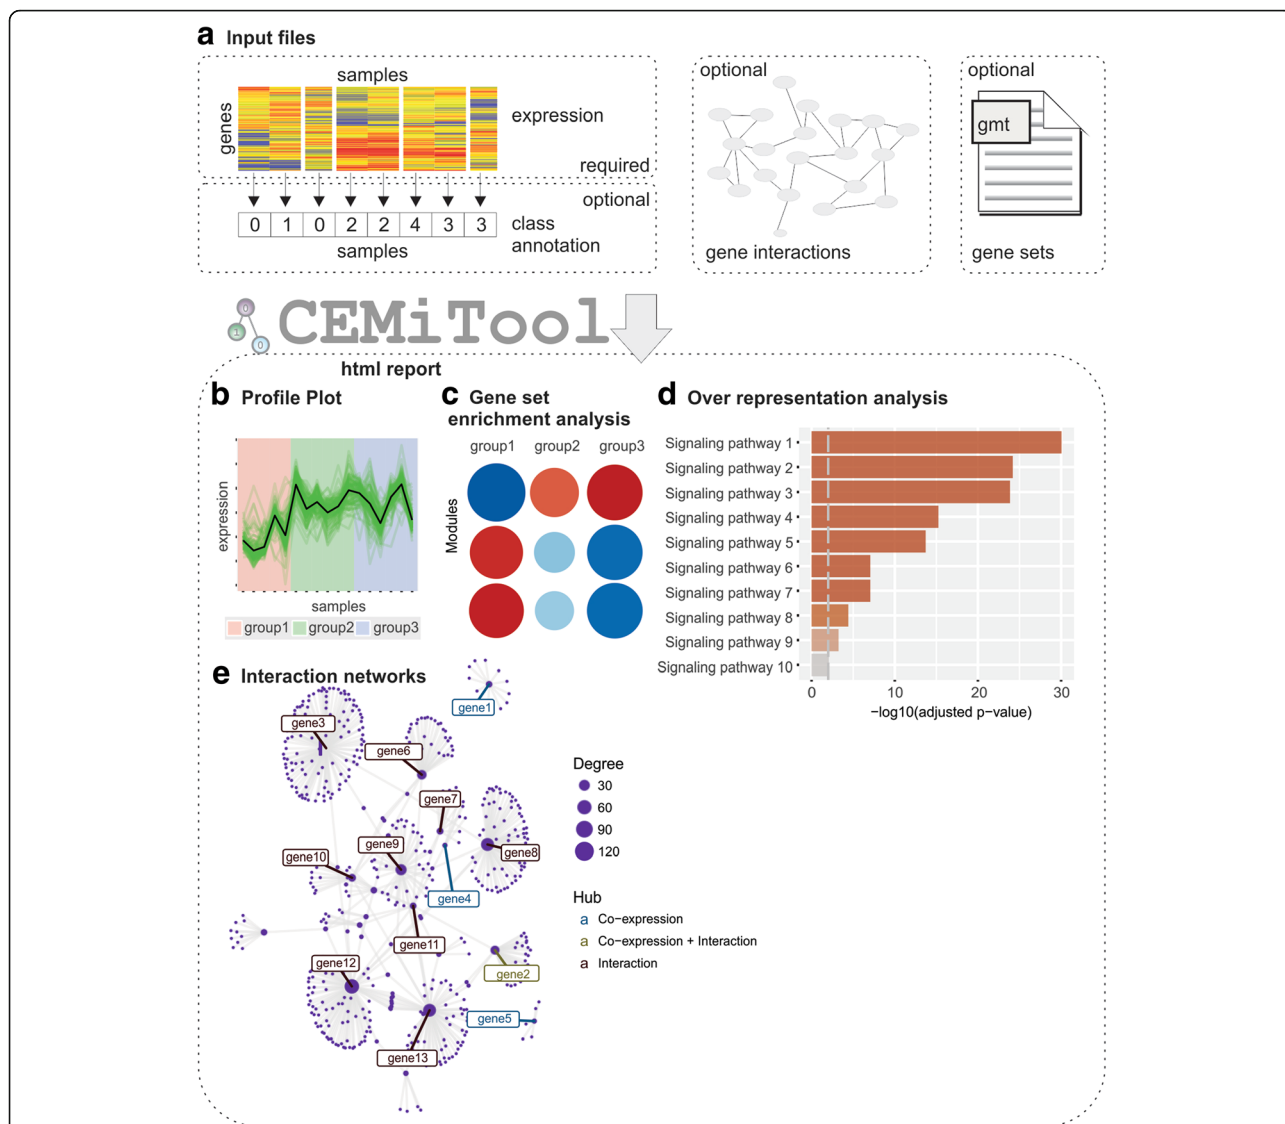 a Input files
samples
genes
expression
required
optional
0 1 0 2 2 4 3 3
class
annotation
samples
optional
gene interactions
optional
gmt
gene sets
0
1
0
CEMiTool
html report
b Profile Plot
expression
samples
group1 group2 group3
c Gene set
enrichment analysis
group1 group2 group3
Modules
d Over representation analysis
Signaling pathway 1
Signaling pathway 2
Signaling pathway 3
Signaling pathway 4
Signaling pathway 5
Signaling pathway 6
Signaling pathway 7
Signaling pathway 8
Signaling pathway 9
Signaling pathway 10
0 10 20 30
−log10(adjusted p−value)
e Interaction networks
gene1
gene3
gene6
gene7
gene9
gene8
gene10
gene4
gene11
gene12
gene2
gene5
gene13
Degree
30
60
90
120
Hub
a Co−expression
a Co−expression + Interaction
a Interaction